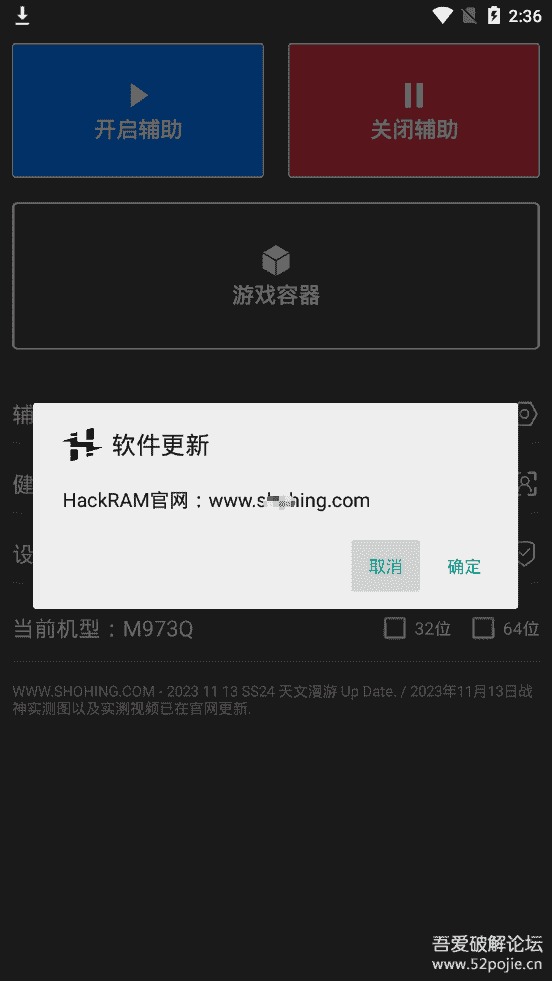 2:36
开启辅助
关闭辅助
游戏容器
辅
软件更新
健
HackRAM官网：www.s hing.com
设
取消
确定
当前机型：M973Q
32位
64位
WWW.SHOHING.COM - 2023 11 13 SS24 天文漫游 Up Date. / 2023年11月13日战
神实测图以及实测视频已在官网更新.
吾爱破解论坛
www.52pojie.cn